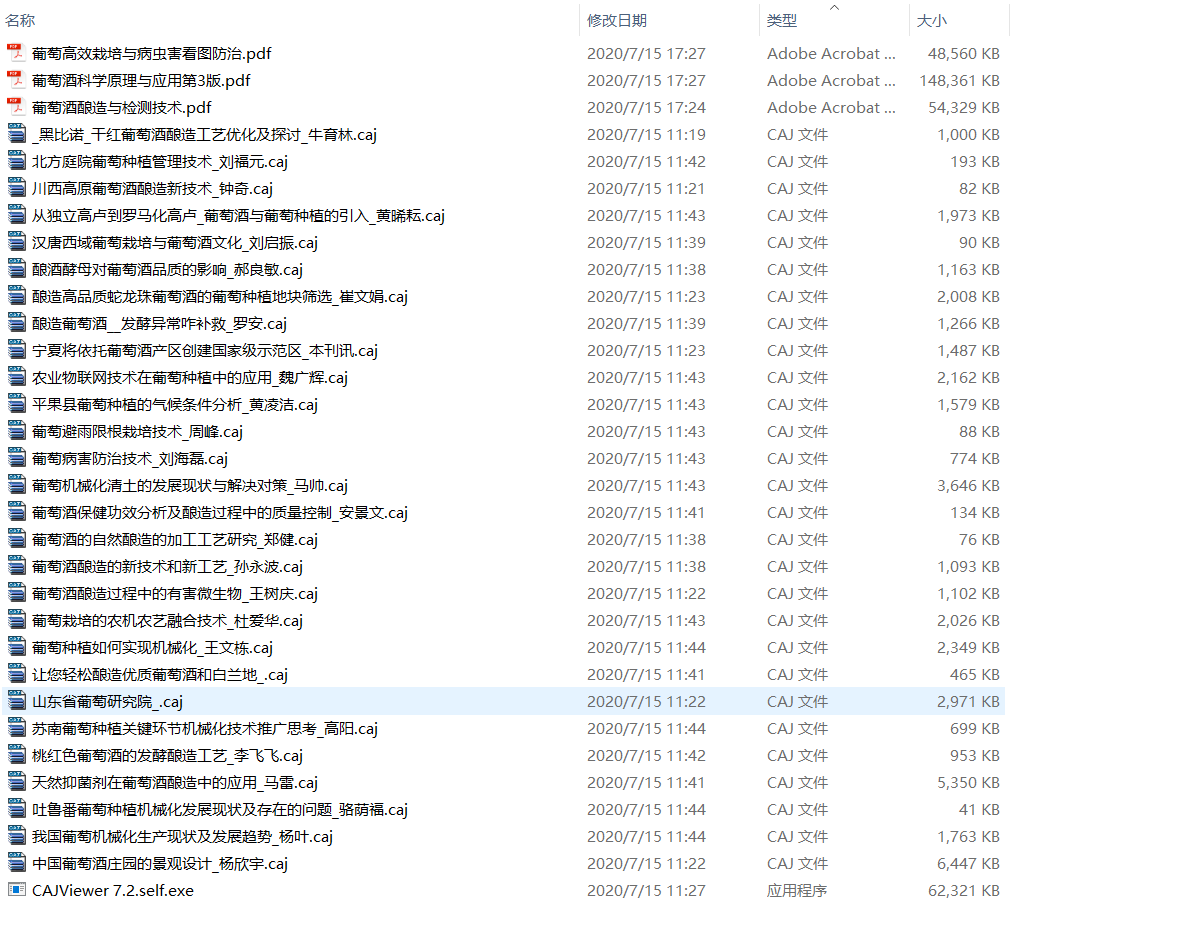 名称 修改日期 类型 大小
葡萄高效栽培与病虫害看图防治.pdf 2020/7/15 17:27 Adobe Acrobat ... 48,560 KB
葡萄酒科学原理与应用第3版.pdf 2020/7/15 17:27 Adobe Acrobat ... 148,361 KB
葡萄酒酿造与检测技术.pdf 2020/7/15 17:24 Adobe Acrobat ... 54,329 KB
_黑比诺_干红葡萄酒酿造工艺优化及探讨_牛育林.caj 2020/7/15 11:19 CAJ 文件 1,000 KB
北方庭院葡萄种植管理技术_刘福元.caj 2020/7/15 11:42 CAJ 文件 193 KB
川西高原葡萄酒酿造新技术_钟奇.caj 2020/7/15 11:21 CAJ 文件 82 KB
从独立高卢到罗马化高卢_葡萄酒与葡萄种植的引入_黄晞耘.caj 2020/7/15 11:43 CAJ 文件 1,973 KB
汉唐西域葡萄栽培与葡萄酒文化_刘启振.caj 2020/7/15 11:39 CAJ 文件 90 KB
酿酒酵母对葡萄酒品质的影响_郝良敏.caj 2020/7/15 11:38 CAJ 文件 1,163 KB
酿造高品质蛇龙珠葡萄酒的葡萄种植地块筛选_崔文娟.caj 2020/7/15 11:23 CAJ 文件 2,008 KB
酿造葡萄酒__发酵异常咋补救_罗安.caj 2020/7/15 11:39 CAJ 文件 1,266 KB
宁夏将依托葡萄酒产区创建国家级示范区_本刊讯.caj 2020/7/15 11:23 CAJ 文件 1,487 KB
农业物联网技术在葡萄种植中的应用_魏广辉.caj 2020/7/15 11:43 CAJ 文件 2,162 KB
平果县葡萄种植的气候条件分析_黄凌洁.caj 2020/7/15 11:43 CAJ 文件 1,579 KB
葡萄避雨限根栽培技术_周峰.caj 2020/7/15 11:43 CAJ 文件 88 KB
葡萄病害防治技术_刘海磊.caj 2020/7/15 11:43 CAJ 文件 774 KB
葡萄机械化清土的发展现状与解决对策_马帅.caj 2020/7/15 11:43 CAJ 文件 3,646 KB
葡萄酒保健功效分析及酿造过程中的质量控制_安景文.caj 2020/7/15 11:41 CAJ 文件 134 KB
葡萄酒的自然酿造的加工工艺研究_郑健.caj 2020/7/15 11:38 CAJ 文件 76 KB
葡萄酒酿造的新技术和新工艺_孙永波.caj 2020/7/15 11:38 CAJ 文件 1,093 KB
葡萄酒酿造过程中的有害微生物_王树庆.caj 2020/7/15 11:22 CAJ 文件 1,102 KB
葡萄栽培的农机农艺融合技术_杜爱华.caj 2020/7/15 11:43 CAJ 文件 2,026 KB
葡萄种植如何实现机械化_王文栋.caj 2020/7/15 11:44 CAJ 文件 2,349 KB
让您轻松酿造优质葡萄酒和白兰地_.caj 2020/7/15 11:41 CAJ 文件 465 KB
山东省葡萄研究院_.caj 2020/7/15 11:22 CAJ 文件 2,971 KB
苏南葡萄种植关键环节机械化技术推广思考_高阳.caj 2020/7/15 11:44 CAJ 文件 699 KB
桃红色葡萄酒的发酵酿造工艺_李飞飞.caj 2020/7/15 11:42 CAJ 文件 953 KB
天然抑菌剂在葡萄酒酿造中的应用_马雷.caj 2020/7/15 11:41 CAJ 文件 5,350 KB
吐鲁番葡萄种植机械化发展现状及存在的问题_骆荫福.caj 2020/7/15 11:44 CAJ 文件 41 KB
我国葡萄机械化生产现状及发展趋势_杨叶.caj 2020/7/15 11:44 CAJ 文件 1,763 KB
中国葡萄酒庄园的景观设计_杨欣宇.caj 2020/7/15 11:22 CAJ 文件 6,447 KB
CAJViewer 7.2.self.exe 2020/7/15 11:27 应用程序 62,321 KB